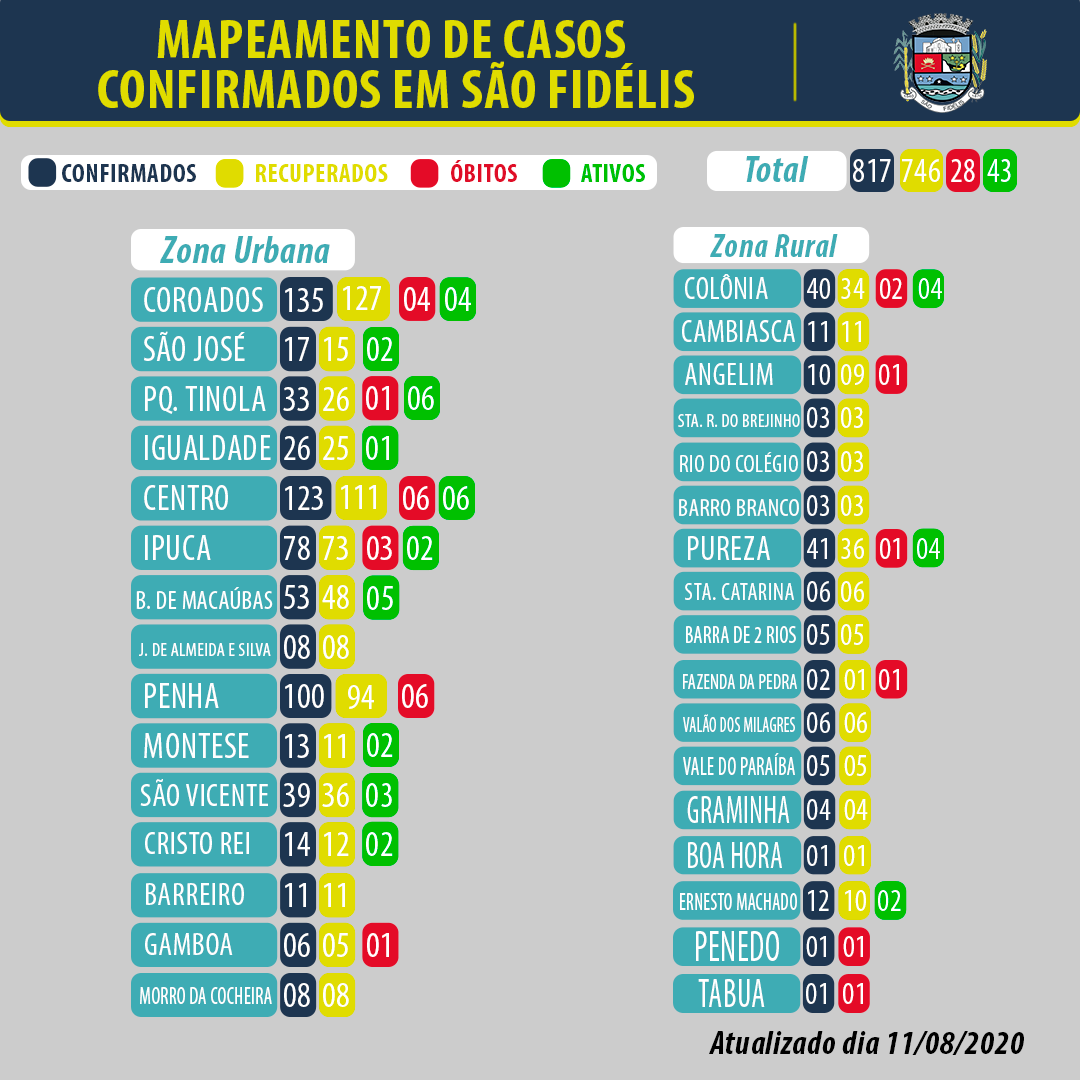 MAPEAMENTO DE CASOS
CONFIRMADOS EM SÃO FIDÉLIS
SÃO FIDÉLIS
CONFIRMADOS RECUPERADOS ÓBITOS ATIVOS
Total 817 746 28 43
Zona Urbana
COROADOS 135 127 04 04
SÃO JOSÉ 17 15 02
PQ. TINOLA 33 26 01 06
IGUALDADE 26 25 01
CENTRO 123 111 06 06
IPUCA 78 73 03 02
B. DE MACAÚBAS 53 48 05
J. DE ALMEIDA E SILVA 08 08
PENHA 100 94 06
MONTESE 13 11 02
SÃO VICENTE 39 36 03
CRISTO REI 14 12 02
BARREIRO 11 11
GAMBOA 06 05 01
MORRO DA COCHEIRA 08 08
Zona Rural
COLÔNIA 40 34 02 04
CAMBIASCA 11 11
ANGELIM 10 09 01
STA. R. DO BREJINHO 03 03
RIO DO COLÉGIO 03 03
BARRO BRANCO 03 03
PUREZA 41 36 01 04
STA. CATARINA 06 06
BARRA DE 2 RIOS 05 05
FAZENDA DA PEDRA 02 01 01
VALÃO DOS MILAGRES 06 06
VALE DO PARAÍBA 05 05
GRAMINHA 04 04
BOA HORA 01 01
ERNESTO MACHADO 12 10 02
PENEDO 01 01
TABUA 01 01
Atualizado dia 11/08/2020